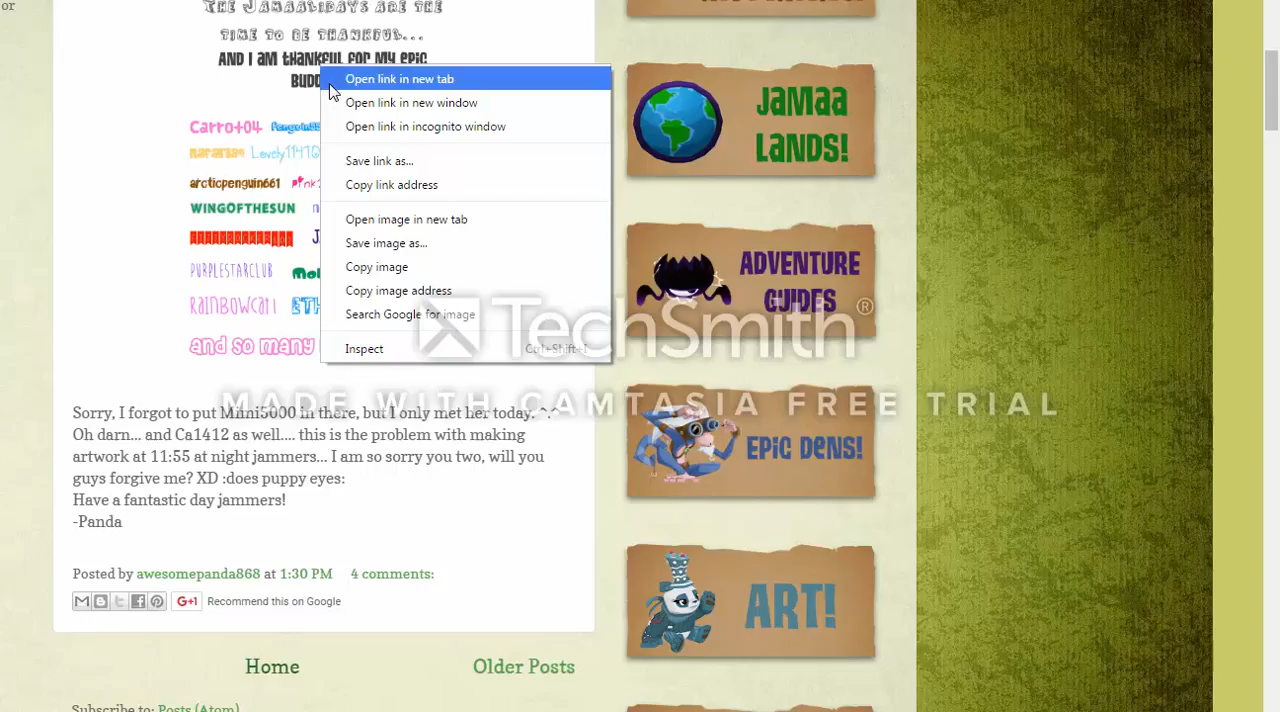 or
The Jamaalidays are the
time to be thankful...
and I am thankful for my epic
Open link in new tab
Open link in new window
Open link in incognito window
Save link as...
Copy link address
Open image in new tab
Save image as...
Copy image
Copy image address
Search Google for image
Inspect Ctrl+Shift+I
Carrot04
Lovely1147
arcticpenguin661
WINGOFTHESUN
PURPLESTARCLUB
and so many
Sorry, I forgot to put Mimi5000 in there, but I only met her today. ^.^
Oh darn... and Ca1412 as well.... this is the problem with making
artwork at 11:55 at night jammers... I am so sorry you two, will you
guys forgive me? XD :does puppy eyes:
Have a fantastic day jammers!
-Panda
Posted by awesomepanda868 at 1:30 PM 4 comments:
G+1 Recommend this on Google
Home Older Posts
Subscribe to: Posts (Atom)
JAMAA
LANDS!
ADVENTURE
GUIDES
EPIC DENS!
ART!
TechSmith®
MADE WITH CAMTASIA FREE TRIAL